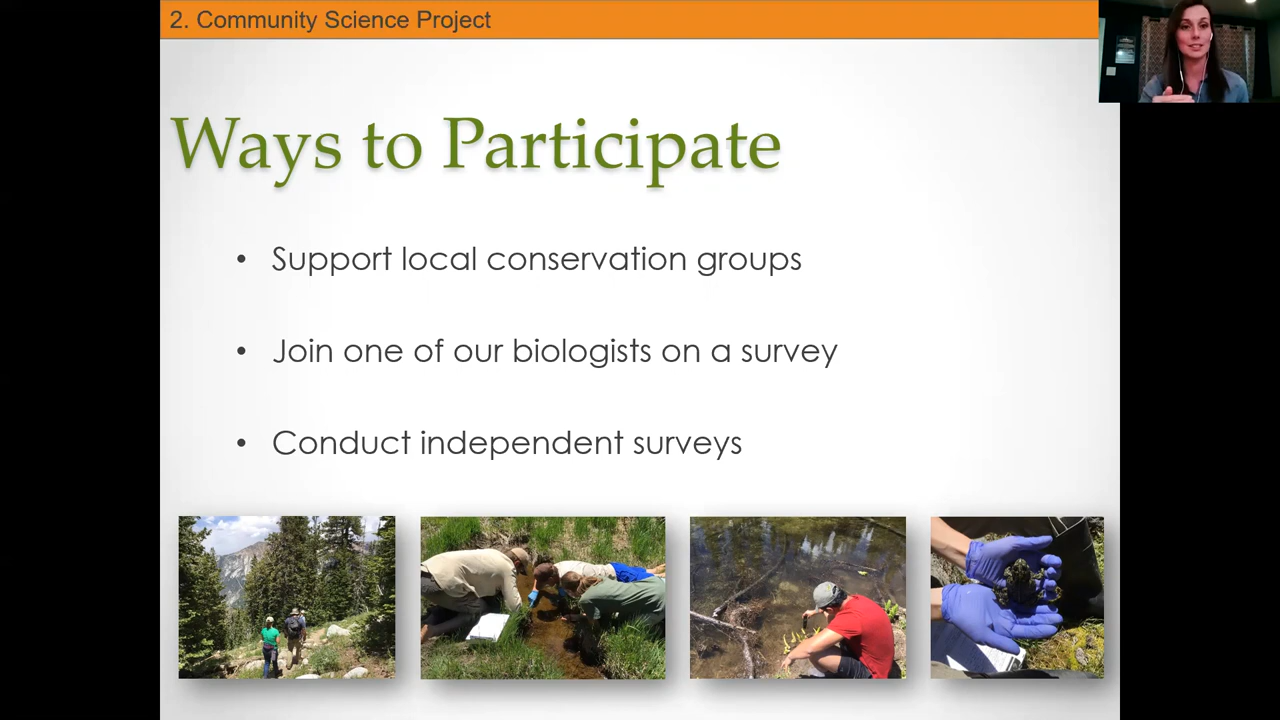 2. Community Science Project
Ways to Participate
• Support local conservation groups
• Join one of our biologists on a survey
• Conduct independent surveys